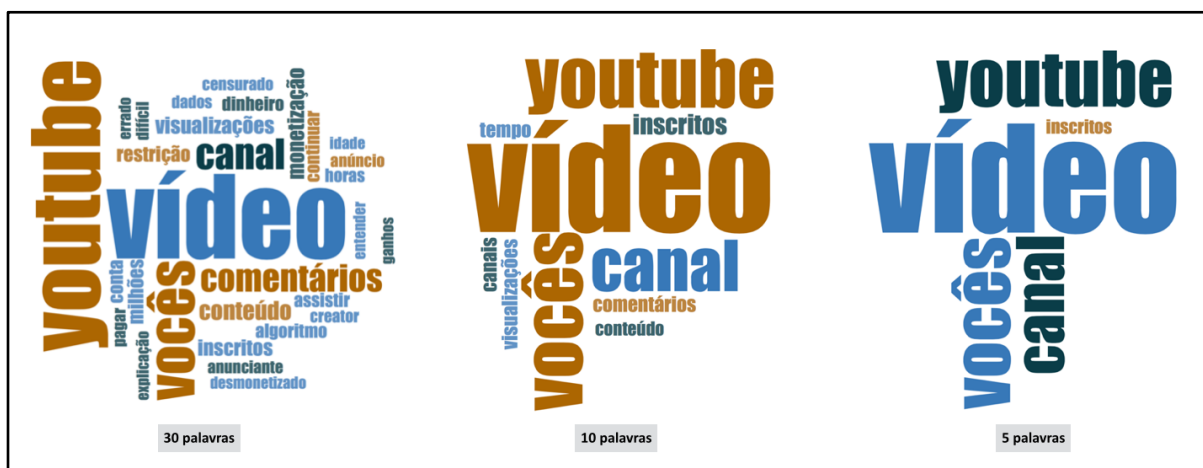 youtube
censurado
dados
dinheiro
errado
difícil
visualizações
monetização
continuar
restrição
canal
idade
anúncio
horas
vídeo
entender
ganhos
pagar
conta
milhões
vocês
comentários
conteúdo
assistir
creator
algoritmo
inscritos
explicação
anunciante
desmonetizado
30 palavras
youtube
tempo
inscritos
vídeo
canais
visualizações
vocês
canal
comentários
conteúdo
10 palavras
youtube
inscritos
vídeo
vocês
canal
5 palavras